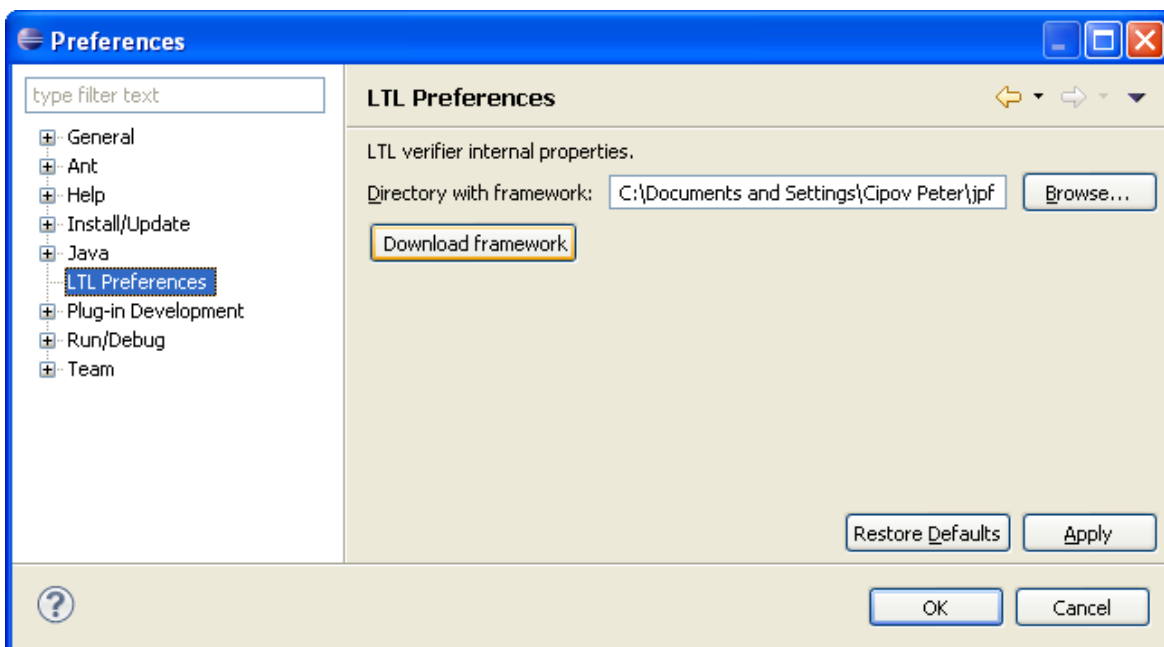 Preferences
type filter text
General
Ant
Help
Install/Update
Java
LTL Preferences
Plug-in Development
Run/Debug
Team
LTL Preferences
LTL verifier internal properties.
Directory with framework: C:\Documents and Settings\Cipov Peter\jpf Browse...
Download framework
Restore Defaults Apply
OK Cancel